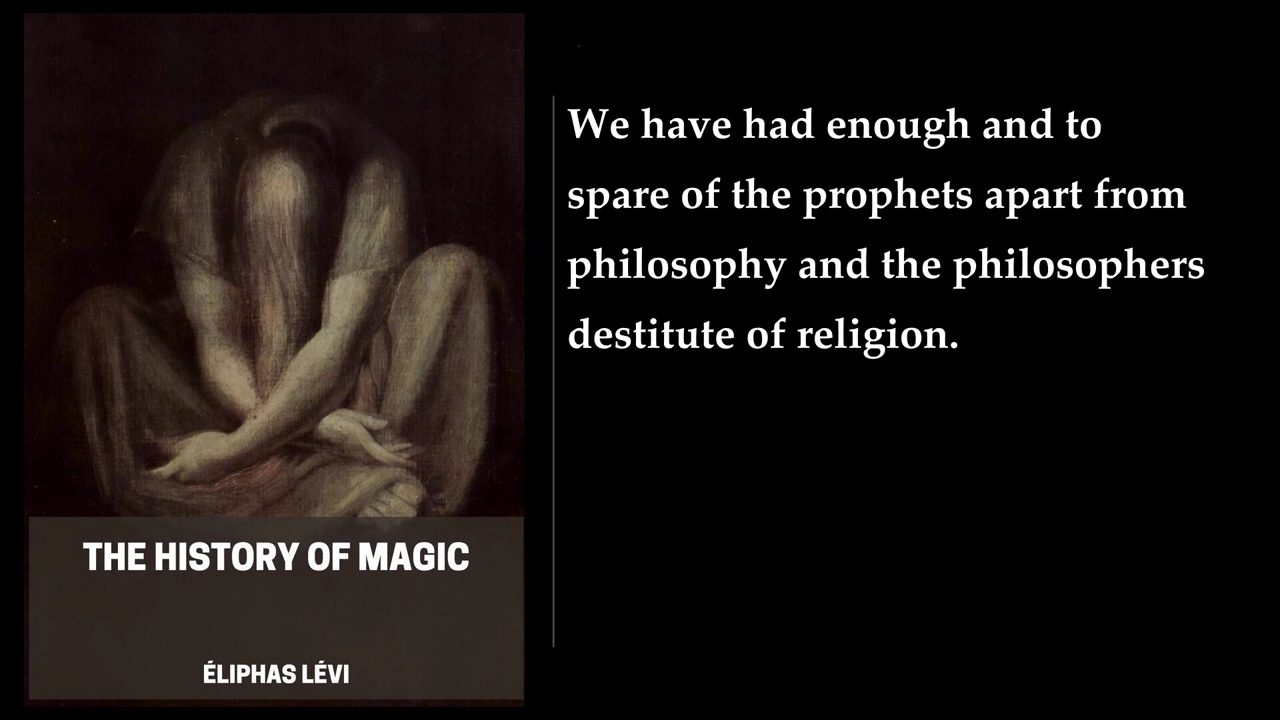 We have had enough and to
spare of the prophets apart from
philosophy and the philosophers
destitute of religion.
THE HISTORY OF MAGIC
ÉLIPHAS LÉVI